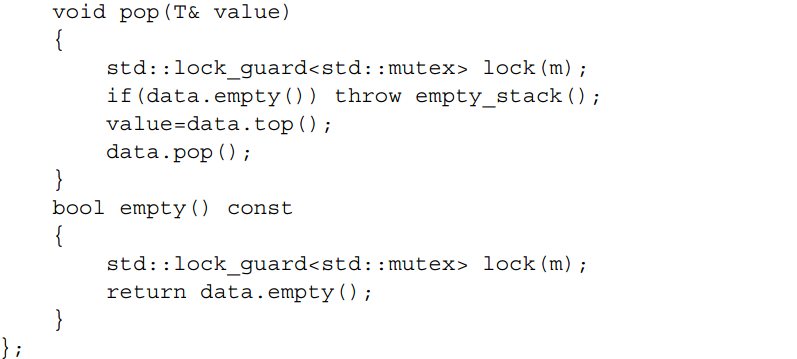 void pop(T& value)
    {
        std::lock_guard<std::mutex> lock(m);
        if(data.empty()) throw empty_stack();
        value=data.top();
        data.pop();
    }
    bool empty() const
    {
        std::lock_guard<std::mutex> lock(m);
        return data.empty();
    }
};